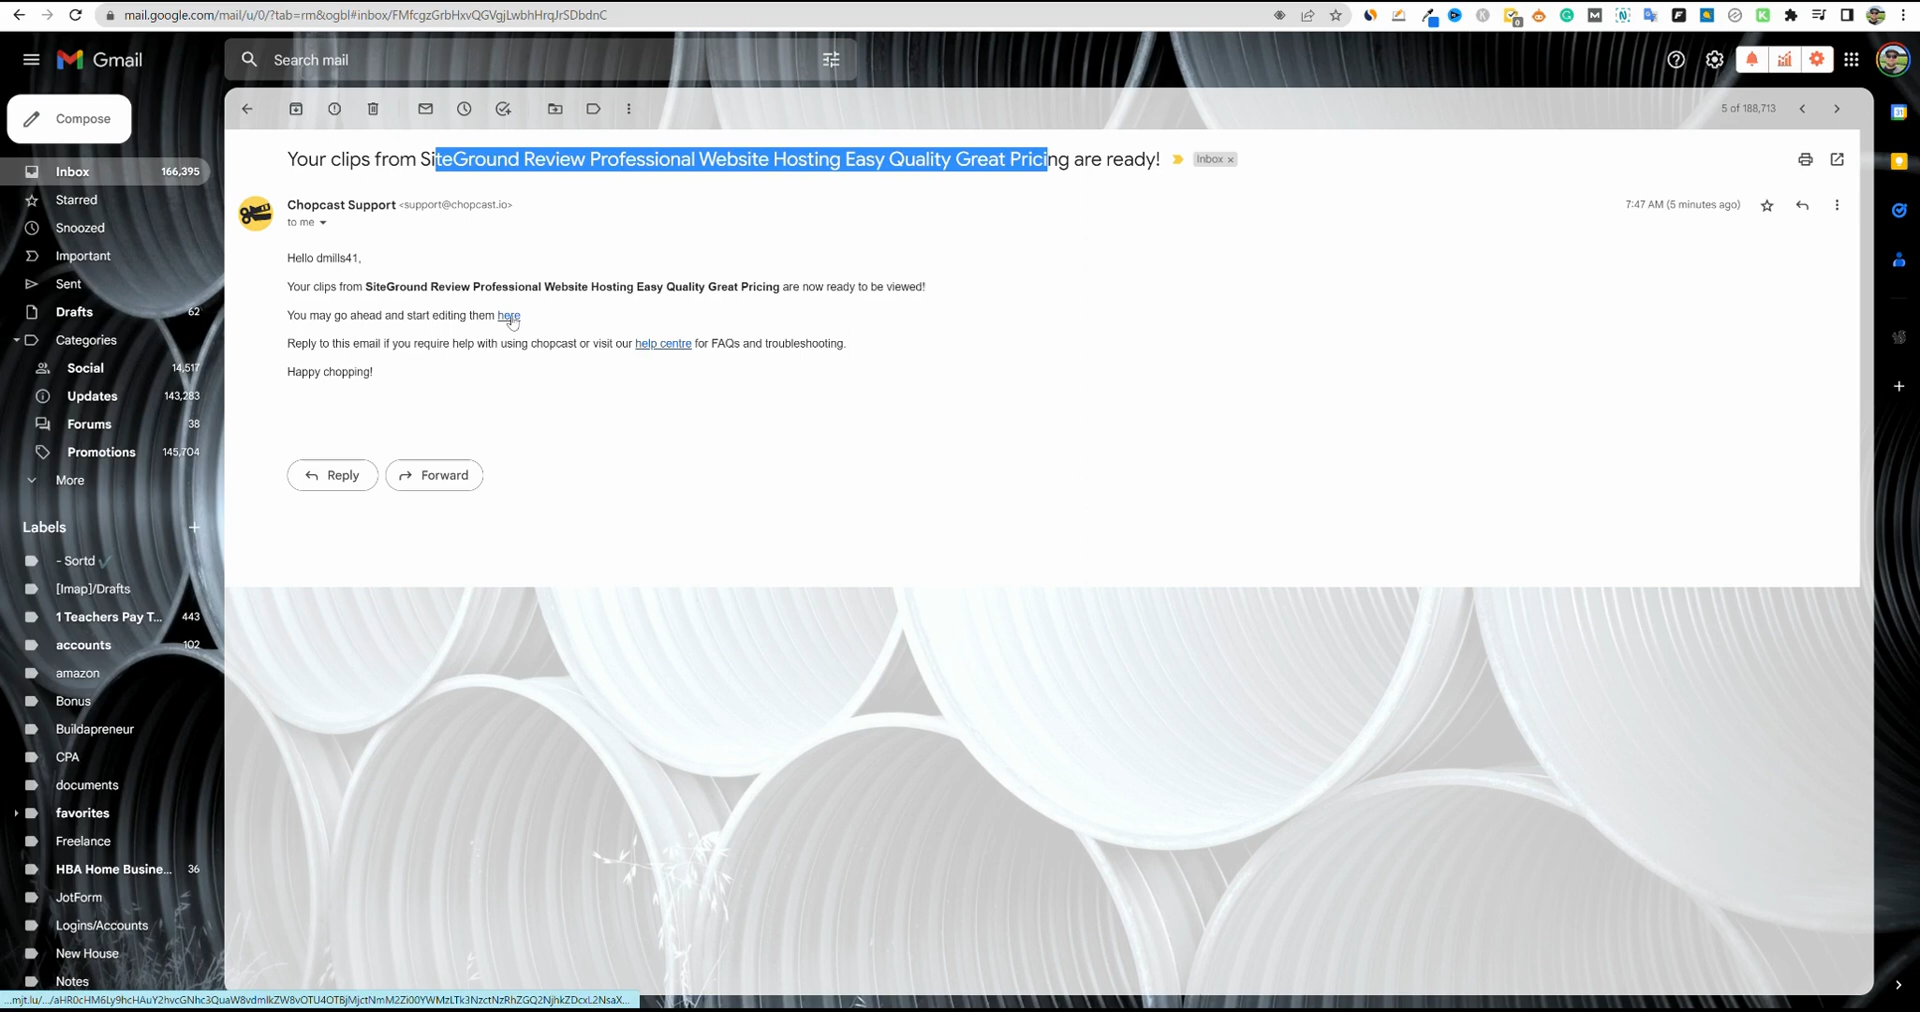 mail.google.com/mail/u/0/?tab=rm&ogbl#inbox/FMfcgzGrbHxvQGVgjLwbhHrqJrSDbdnC
Gmail
Search mail
Compose
5 of 188,713
Your clips from SiteGround Review Professional Website Hosting Easy Quality Great Pricing are ready!
Inbox ×
Inbox 166,395
Starred
Snoozed
Important
Sent
Drafts 62
Categories
Social 14,517
Updates 143,283
Forums 38
Promotions 145,704
More
Labels
- Sortd
[Imap]/Drafts
1 Teachers Pay T... 443
accounts 102
amazon
Bonus
Buildapreneur
CPA
documents
favorites
Freelance
HBA Home Busine... 36
JotForm
Logins/Accounts
New House
Notes
Chopcast Support <support@chopcast.io>
7:47 AM (5 minutes ago)
to me
Hello dmills41,
Your clips from SiteGround Review Professional Website Hosting Easy Quality Great Pricing are now ready to be viewed!
You may go ahead and start editing them here
Reply to this email if you require help with using chopcast or visit our help centre for FAQs and troubleshooting.
Happy chopping!
Reply
Forward